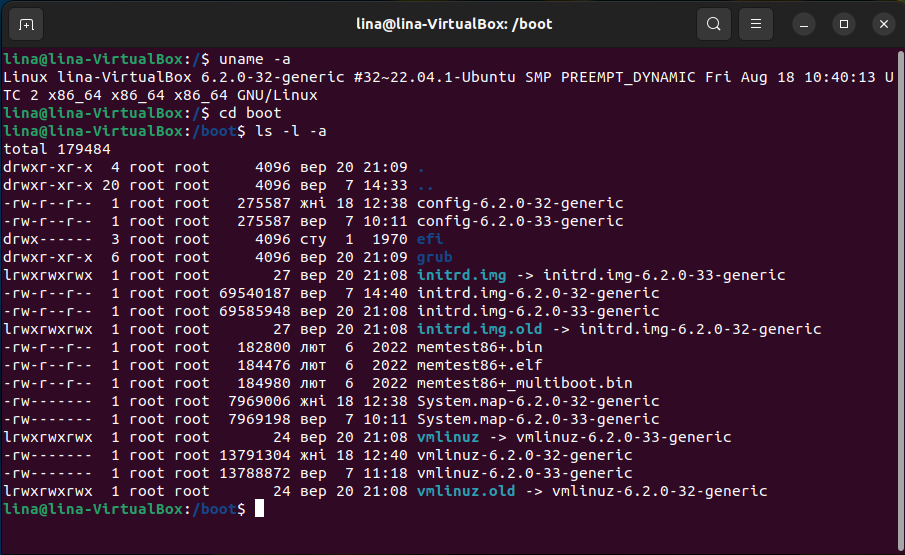 lina@lina-VirtualBox: /boot
lina@lina-VirtualBox:/$ uname -a
Linux lina-VirtualBox 6.2.0-32-generic #32~22.04.1-Ubuntu SMP PREEMPT_DYNAMIC Fri Aug 18 10:40:13 U
TC 2 x86_64 x86_64 x86_64 GNU/Linux
lina@lina-VirtualBox:/$ cd boot
lina@lina-VirtualBox:/boot$ ls -l -a
total 179484
drwxr-xr-x  4 root root     4096 вер 20 21:09 .
drwxr-xr-x 20 root root     4096 вер  7 14:33 ..
-rw-r--r--  1 root root   275587 жні 18 12:38 config-6.2.0-32-generic
-rw-r--r--  1 root root   275587 вер  7 10:11 config-6.2.0-33-generic
drwx------  3 root root     4096 сту  1  1970 efi
drwxr-xr-x  6 root root     4096 вер 20 21:09 grub
lrwxrwxrwx  1 root root       27 вер 20 21:08 initrd.img -> initrd.img-6.2.0-33-generic
-rw-r--r--  1 root root 69540187 вер  7 14:40 initrd.img-6.2.0-32-generic
-rw-r--r--  1 root root 69585948 вер 20 21:08 initrd.img-6.2.0-33-generic
lrwxrwxrwx  1 root root       27 вер 20 21:08 initrd.img.old -> initrd.img-6.2.0-32-generic
-rw-r--r--  1 root root   182800 лют  6  2022 memtest86+.bin
-rw-r--r--  1 root root   184476 лют  6  2022 memtest86+.elf
-rw-r--r--  1 root root   184980 лют  6  2022 memtest86+_multiboot.bin
-rw-------  1 root root  7969006 жні 18 12:38 System.map-6.2.0-32-generic
-rw-------  1 root root  7969198 вер  7 10:11 System.map-6.2.0-33-generic
lrwxrwxrwx  1 root root       24 вер 20 21:08 vmlinuz -> vmlinuz-6.2.0-33-generic
-rw-------  1 root root 13791304 жні 18 12:40 vmlinuz-6.2.0-32-generic
-rw-------  1 root root 13788872 вер  7 11:18 vmlinuz-6.2.0-33-generic
lrwxrwxrwx  1 root root       24 вер 20 21:08 vmlinuz.old -> vmlinuz-6.2.0-32-generic
lina@lina-VirtualBox:/boot$